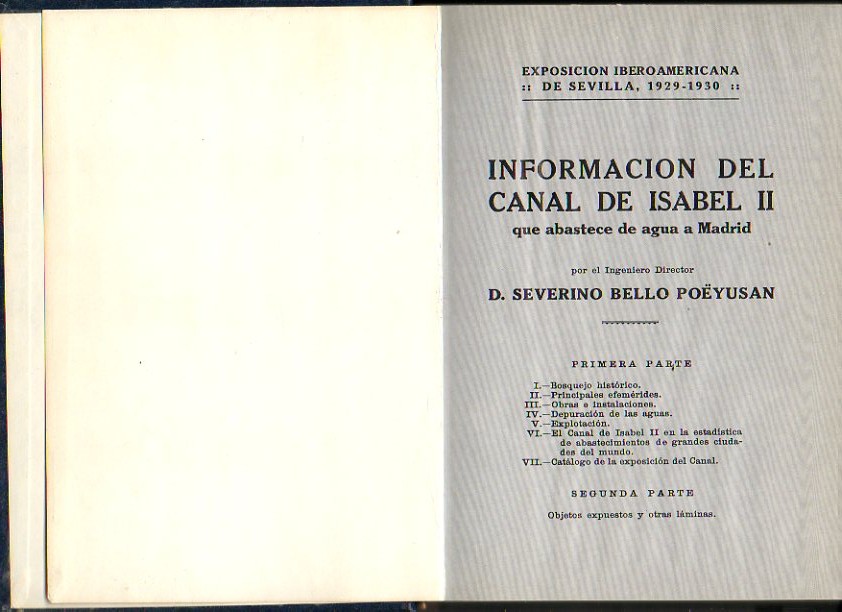 EXPOSICION IBEROAMERICANA
:: DE SEVILLA, 1929-1930 ::
INFORMACION DEL
CANAL DE ISABEL II
que abastece de agua a Madrid
por el Ingeniero Director
D. SEVERINO BELLO POËYUSAN
PRIMERA PARTE
I.—Bosquejo histórico.
II.—Principales efemérides.
III.—Obras e instalaciones.
IV.—Depuración de las aguas.
V.—Explotación.
VI.—El Canal de Isabel II en la estadística
de abastecimientos de grandes ciuda-
des del mundo.
VII.—Catálogo de la exposición del Canal.
SEGUNDA PARTE
Objetos expuestos y otras láminas.